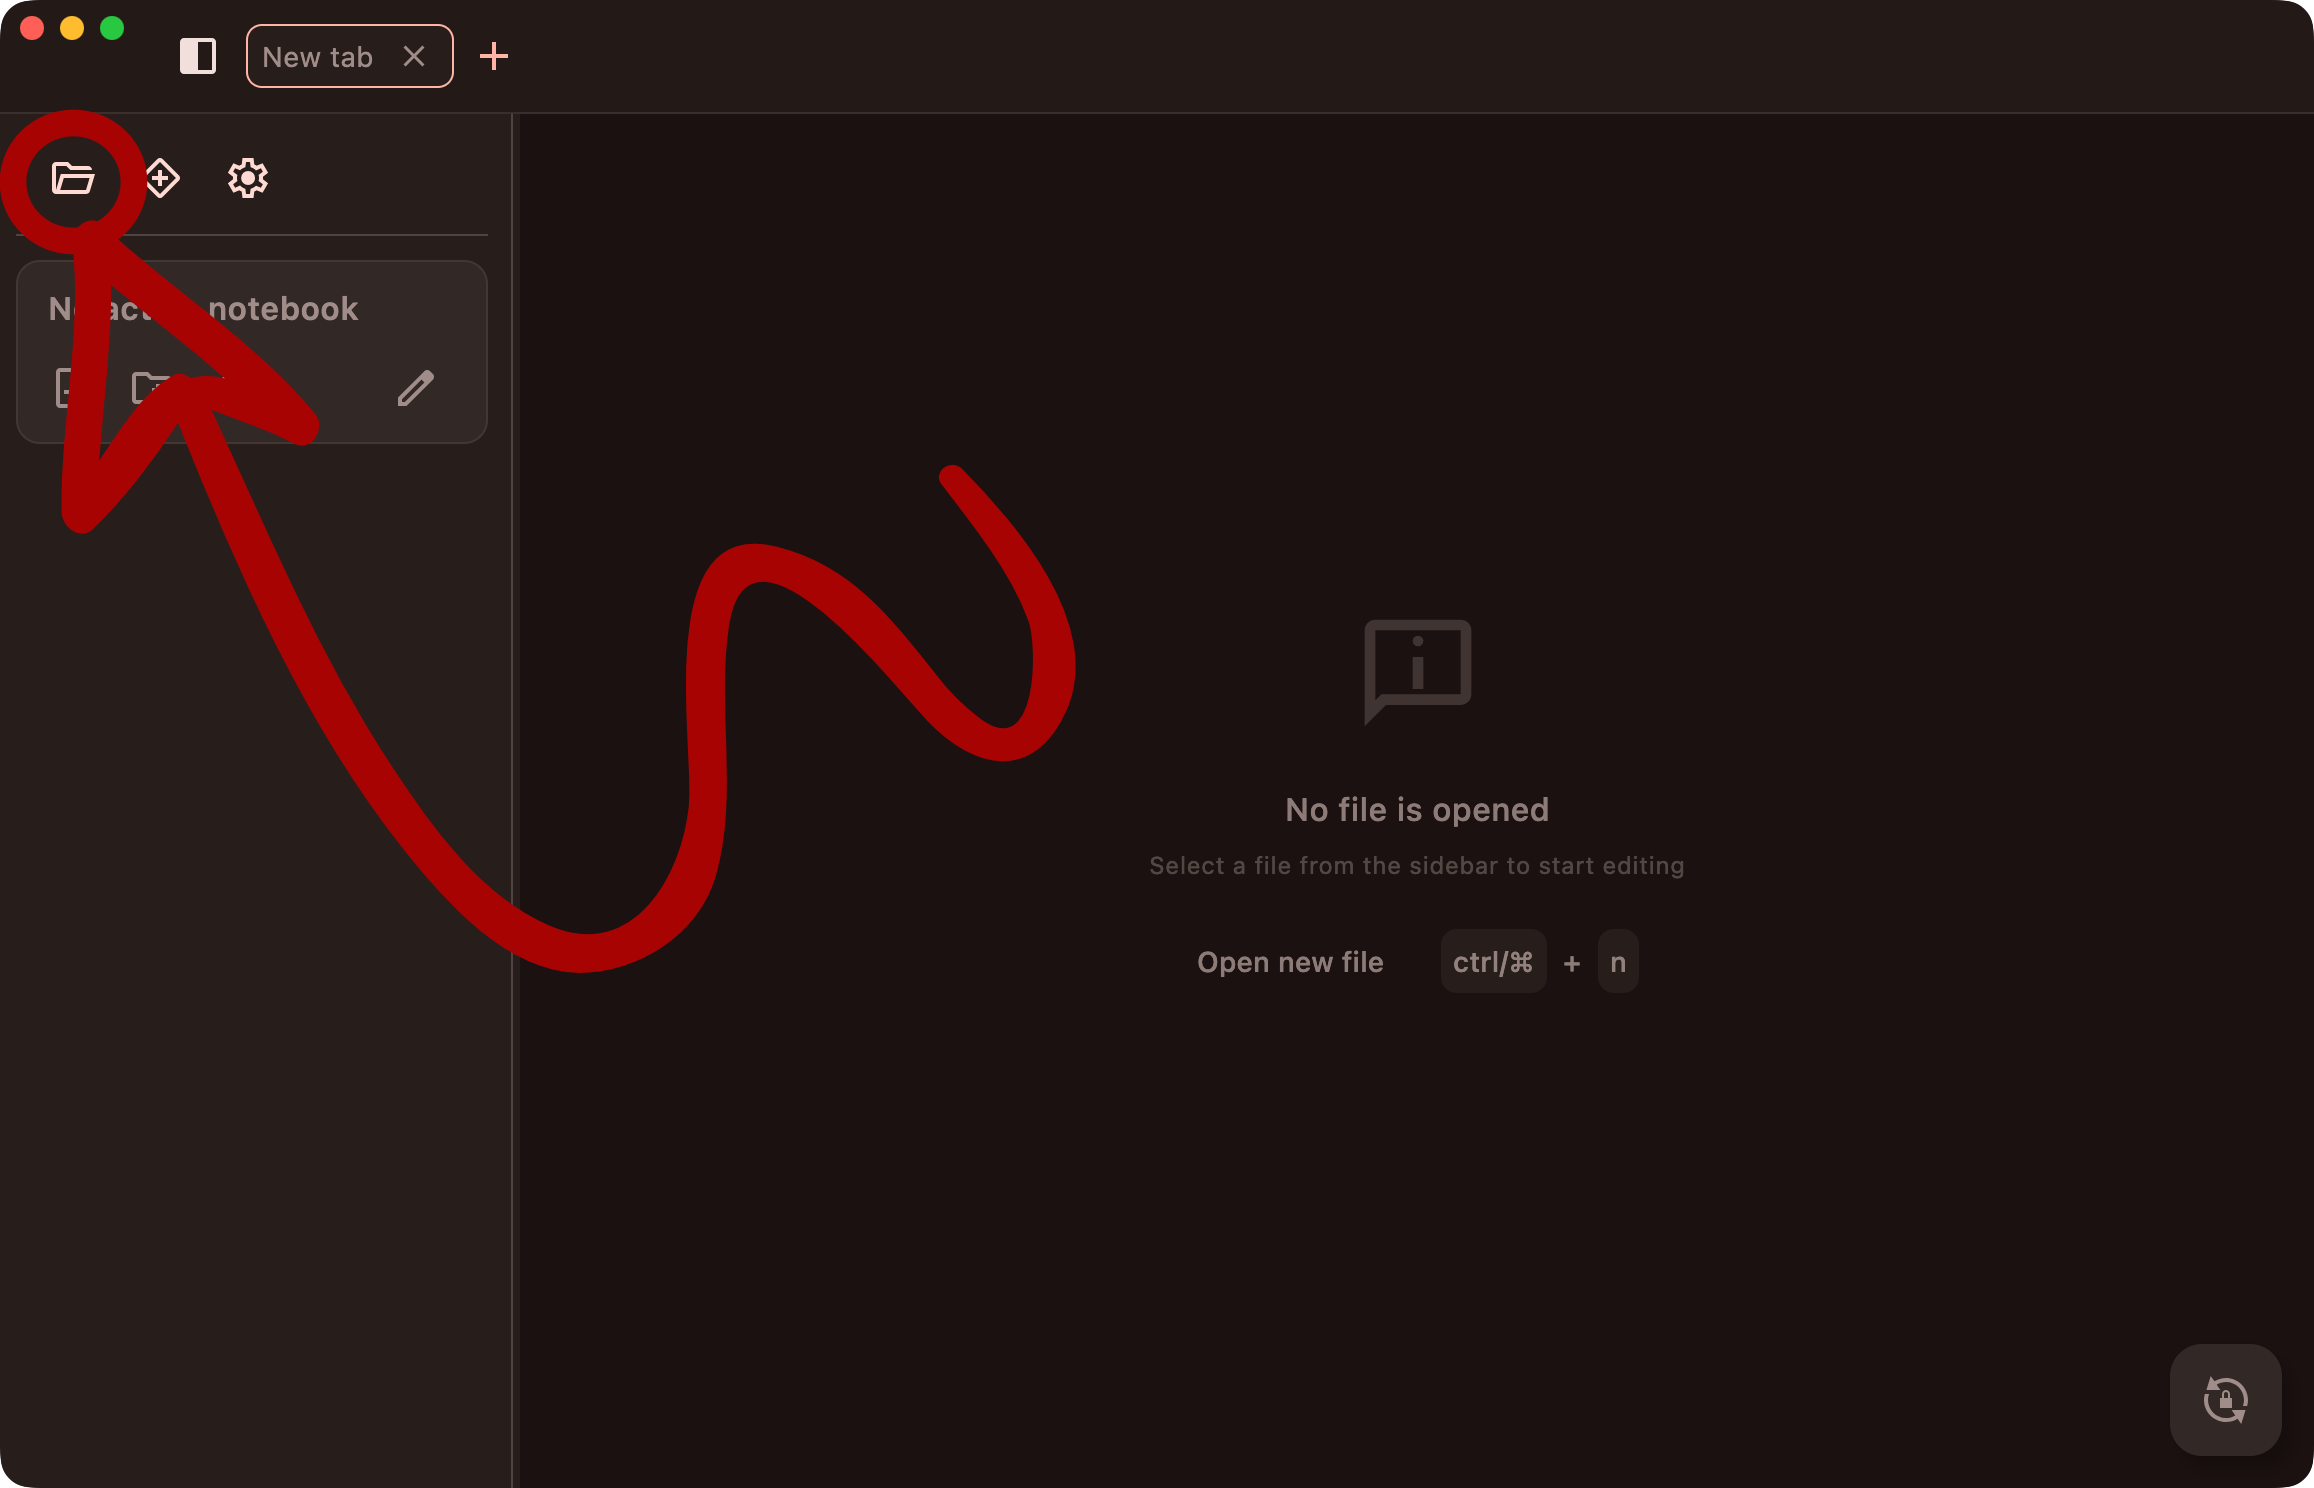 New tab
notebook
No file is opened
Select a file from the sidebar to start editing
Open new file ctrl/⌘ + n